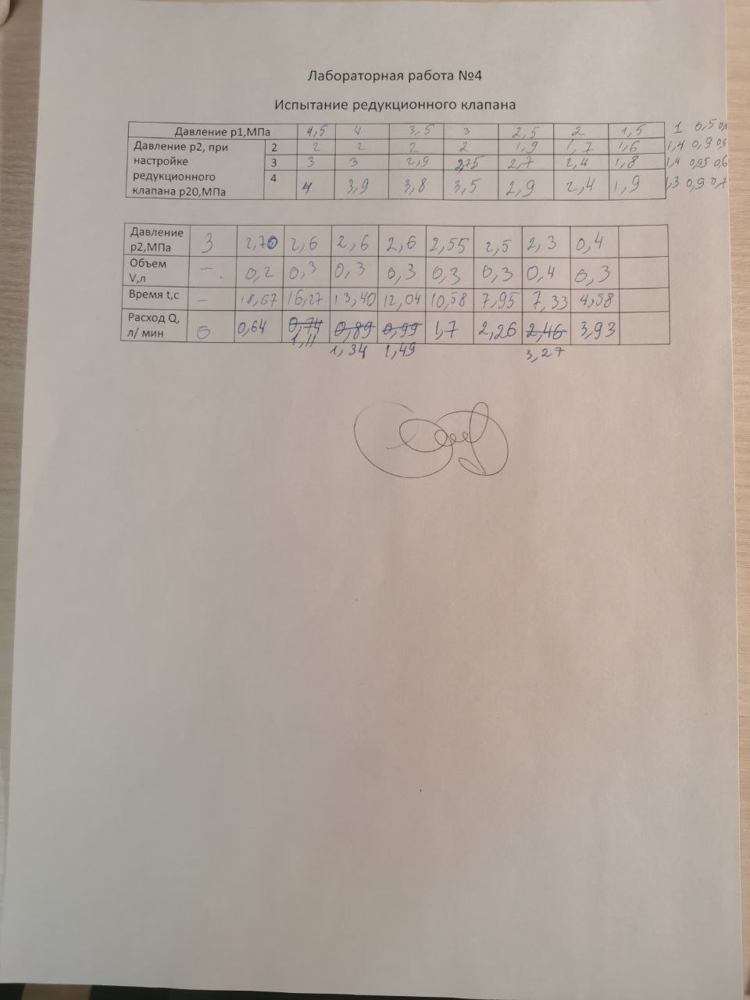 Лабораторная работа №4
Испытание редукционного клапана
Давление p1,МПа 4,5 4 3,5 3 2,5 2 1,5 1 0,5
Давление p2, при 2 2 2 2 2 1,9 1,7 1,6 1,4 0,9
настройке 3 3 3 2,9 2,75 2,7 2,4 1,8 1,4 0,95 0,6
редукционного 4
клапана p20,МПа 4 3,9 3,8 3,5 2,9 2,4 1,9 1,3 0,9
Давление
p2,МПа 3 2,70 2,6 2,6 2,6 2,55 2,5 2,3 0,4
Объем
V,л – 0,2 0,3 0,3 0,3 0,3 0,3 0,4 0,3
Время t,с – 18,67 16,27 13,40 12,04 10,58 7,95 7,33 4,58
Расход Q, 0,64 0,74 0,89 0,99 1,7 2,26 2,46 3,93
л/ мин 0 1,11
1,34 1,49 3,27